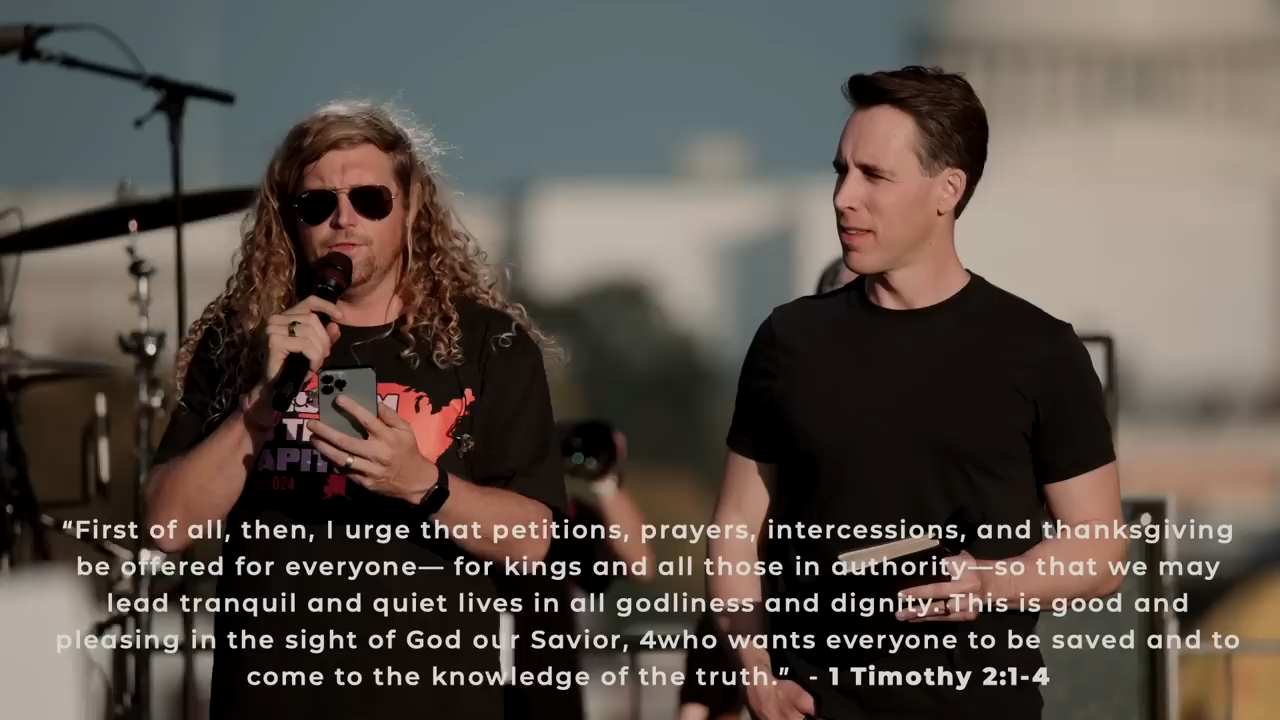 “First of all, then, I urge that petitions, prayers, intercessions, and thanksgiving
be offered for everyone— for kings and all those in authority—so that we may
lead tranquil and quiet lives in all godliness and dignity. This is good and
pleasing in the sight of God our Savior, 4who wants everyone to be saved and to
come to the knowledge of the truth.”  - 1 Timothy 2:1-4